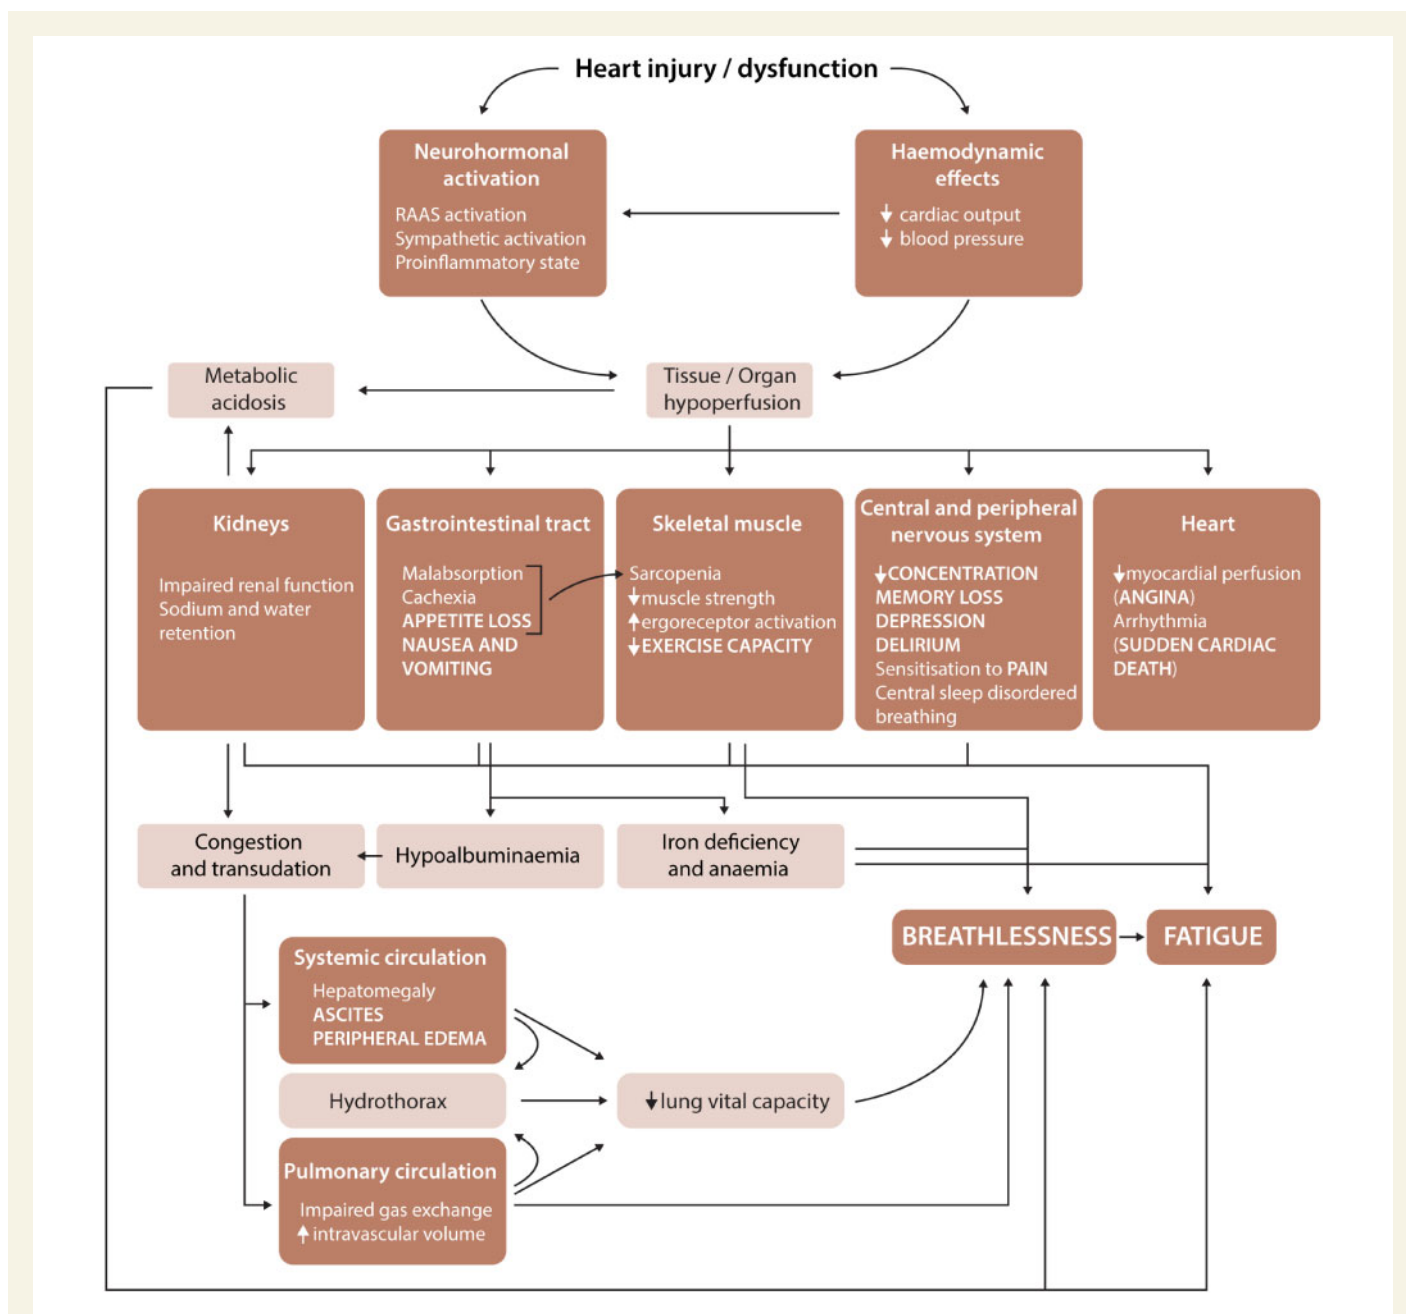 Heart injury / dysfunction
Neurohormonal
activation
RAAS activation
Sympathetic activation
Proinflammatory state
Haemodynamic
effects
↓ cardiac output
↓ blood pressure
Metabolic
acidosis
Tissue / Organ
hypoperfusion
Kidneys
Impaired renal function
Sodium and water
retention
Gastrointestinal tract
Malabsorption
Cachexia
APPETITE LOSS
NAUSEA AND
VOMITING
Skeletal muscle
Sarcopenia
↓muscle strength
↑ergoreceptor activation
↓EXERCISE CAPACITY
Central and peripheral
nervous system
↓CONCENTRATION
MEMORY LOSS
DEPRESSION
DELIRIUM
Sensitisation to PAIN
Central sleep disordered
breathing
Heart
↓myocardial perfusion
(ANGINA)
Arrhythmia
(SUDDEN CARDIAC
DEATH)
Congestion
and transudation
Hypoalbuminaemia
Iron deficiency
and anaemia
BREATHLESSNESS
FATIGUE
Systemic circulation
Hepatomegaly
ASCITES
PERIPHERAL EDEMA
Hydrothorax
↓lung vital capacity
Pulmonary circulation
Impaired gas exchange
↑intravascular volume